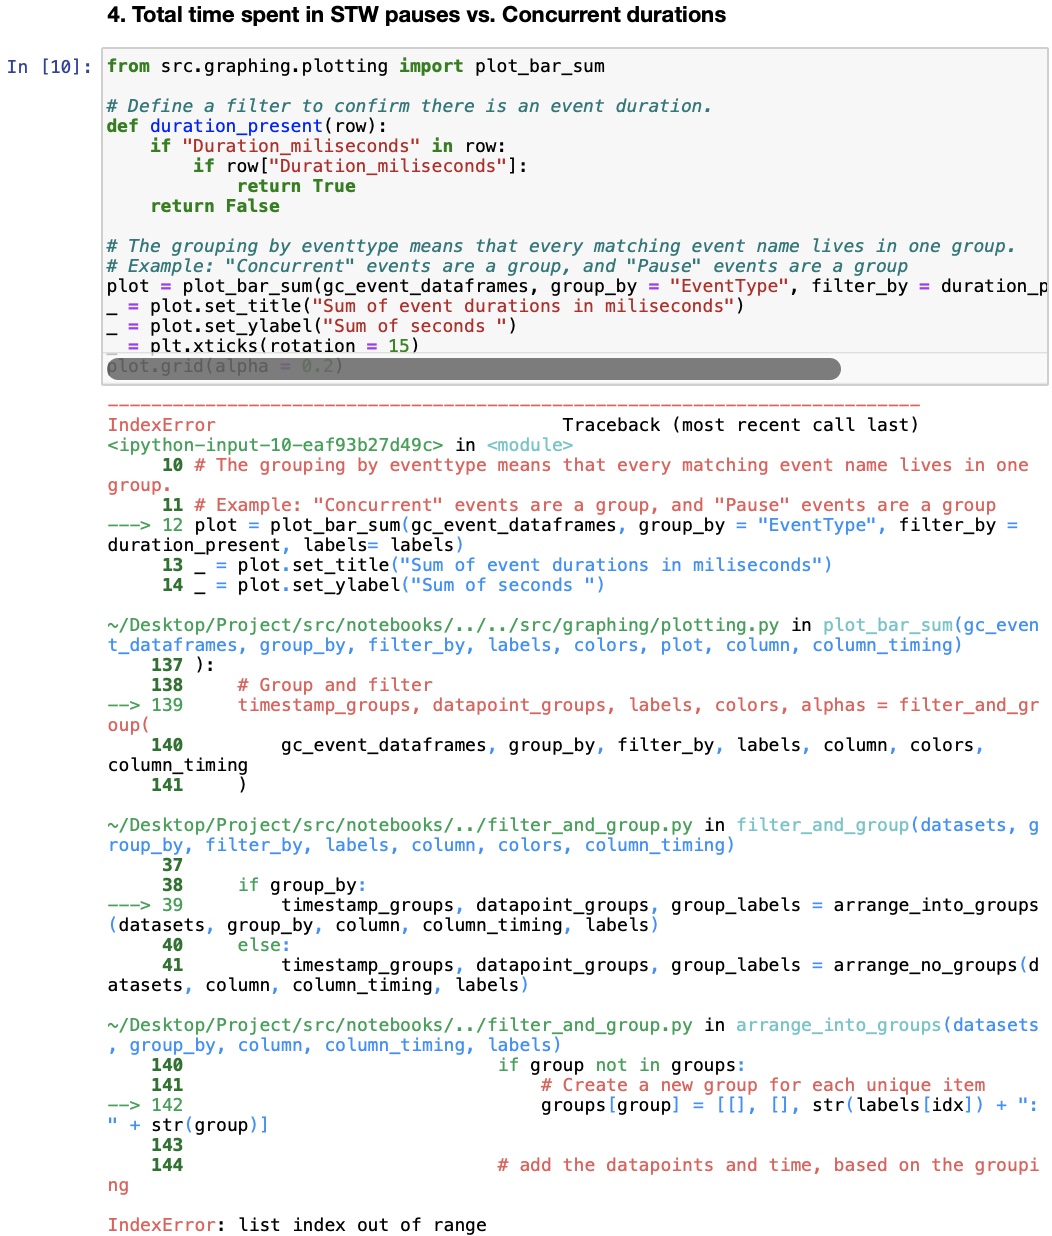 4. Total time spent in STW pauses vs. Concurrent durations
In [10]:
from src.graphing.plotting import plot_bar_sum
# Define a filter to confirm there is an event duration.
def duration_present(row):
    if "Duration_miliseconds" in row:
        if row["Duration_miliseconds"]:
            return True
    return False
# The grouping by eventtype means that every matching event name lives in one group.
# Example: "Concurrent" events are a group, and "Pause" events are a group
plot = plot_bar_sum(gc_event_dataframes, group_by = "EventType", filter_by = duration_p
_ = plot.set_title("Sum of event durations in miliseconds")
_ = plot.set_ylabel("Sum of seconds ")
_ = plt.xticks(rotation = 15)
plot.grid(alpha = 0.2)
---------------------------------------------------------------------------
IndexError                                Traceback (most recent call last)
<ipython-input-10-eaf93b27d49c> in <module>
     10 # The grouping by eventtype means that every matching event name lives in one
group.
     11 # Example: "Concurrent" events are a group, and "Pause" events are a group
---> 12 plot = plot_bar_sum(gc_event_dataframes, group_by = "EventType", filter_by =
duration_present, labels= labels)
     13 _ = plot.set_title("Sum of event durations in miliseconds")
     14 _ = plot.set_ylabel("Sum of seconds ")
~/Desktop/Project/src/notebooks/../../src/graphing/plotting.py in plot_bar_sum(gc_even
t_dataframes, group_by, filter_by, labels, colors, plot, column, column_timing)
    137 ):
    138     # Group and filter
--> 139     timestamp_groups, datapoint_groups, labels, colors, alphas = filter_and_gr
oup(
    140         gc_event_dataframes, group_by, filter_by, labels, column, colors,
column_timing
    141     )
~/Desktop/Project/src/notebooks/../filter_and_group.py in filter_and_group(datasets, g
roup_by, filter_by, labels, column, colors, column_timing)
     37
     38     if group_by:
---> 39         timestamp_groups, datapoint_groups, group_labels = arrange_into_groups
(datasets, group_by, column, column_timing, labels)
     40     else:
     41         timestamp_groups, datapoint_groups, group_labels = arrange_no_groups(d
atasets, column, column_timing, labels)
~/Desktop/Project/src/notebooks/../filter_and_group.py in arrange_into_groups(datasets
, group_by, column, column_timing, labels)
    140                             if group not in groups:
    141                                 # Create a new group for each unique item
--> 142                                 groups[group] = [[], [], str(labels[idx]) + ":
" + str(group)]
    143
    144                             # add the datapoints and time, based on the groupi
ng
IndexError: list index out of range